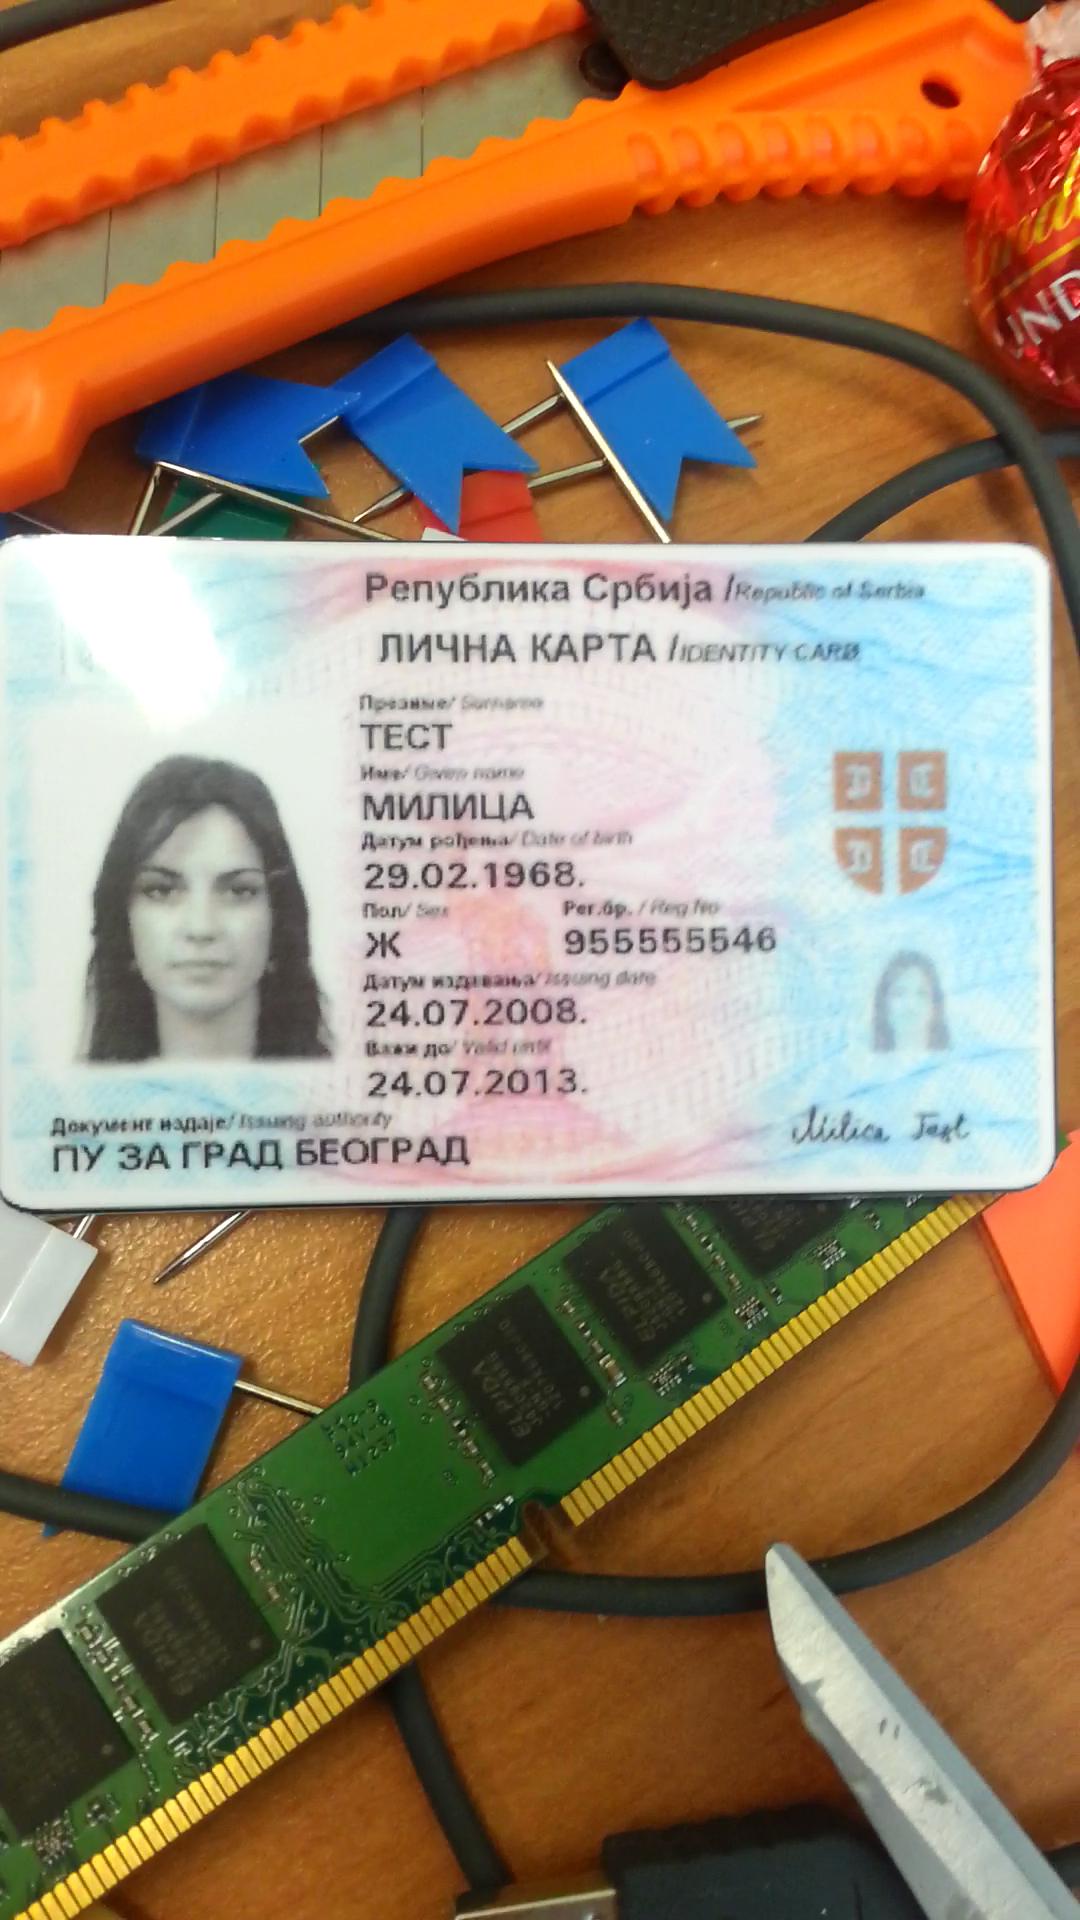 Република Србија /Republic of Serbia
ЛИЧНА КАРТА /IDENTITY CARD
Презиме/ Surname
ТЕСТ
Име/ Given name
МИЛИЦА
Датум рођења/ Date of birth
29.02.1968.
Пол/ Sex Рег.бр. / Reg.No
Ж 955555546
Датум издавања/ Issuing date
24.07.2008.
Важи до/ Valid until
24.07.2013.
Документ издаје/ Issuing authority
ПУ ЗА ГРАД БЕОГРАД
Milica Test
ELPIDA
ELPIDA